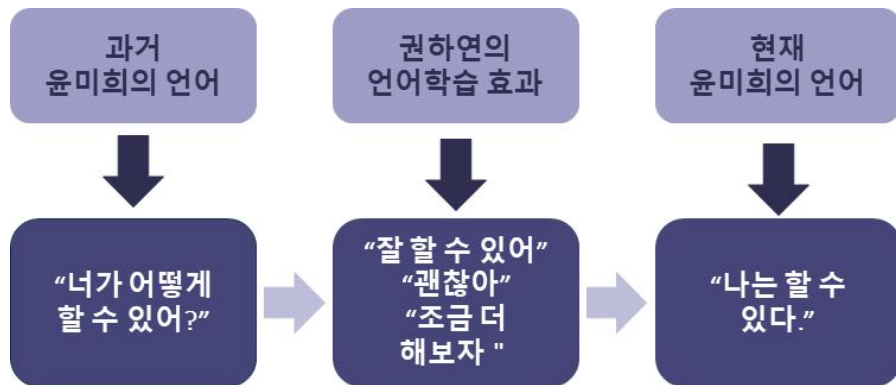 과거
윤미희의 언어
권하연의
언어학습 효과
현재
윤미희의 언어
“너가 어떻게
할 수 있어?”
“잘 할 수 있어”
“괜찮아”
“조금 더
해보자 "
“나는 할 수
있다.”